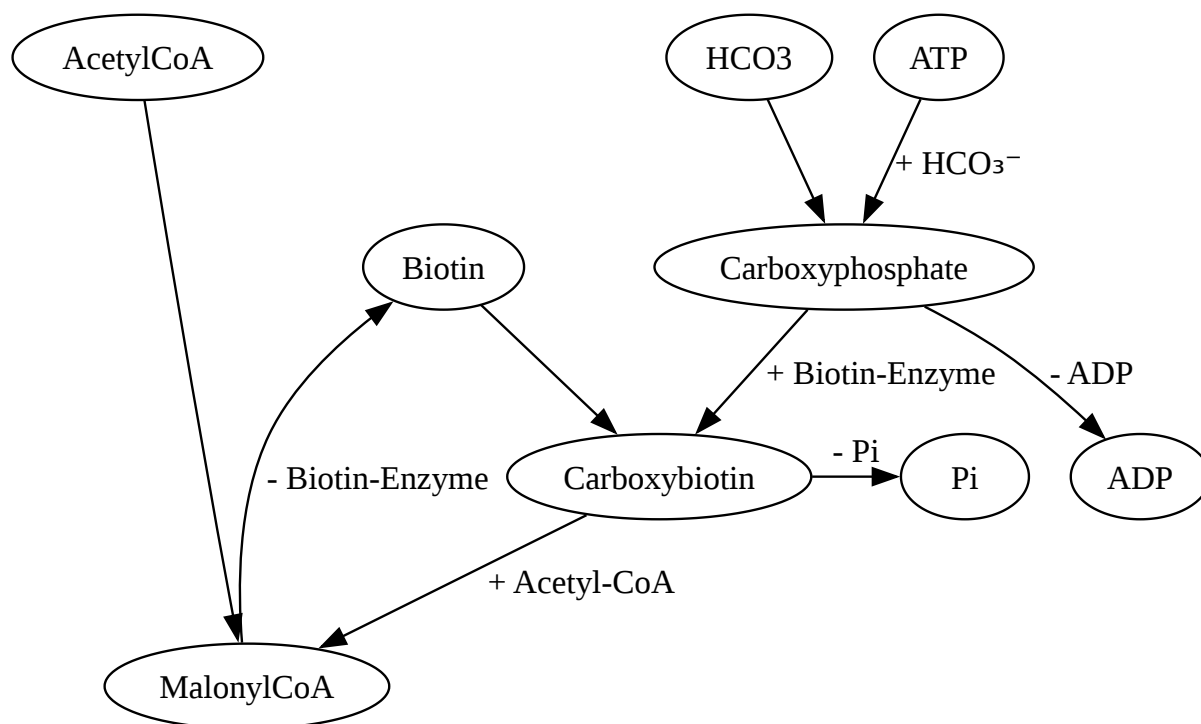 AcetylCoA
HCO3
ATP
+ HCO₃⁻
Biotin
Carboxyphosphate
+ Biotin-Enzyme
- ADP
- Biotin-Enzyme
Carboxybiotin
- Pi
Pi
ADP
+ Acetyl-CoA
MalonylCoA